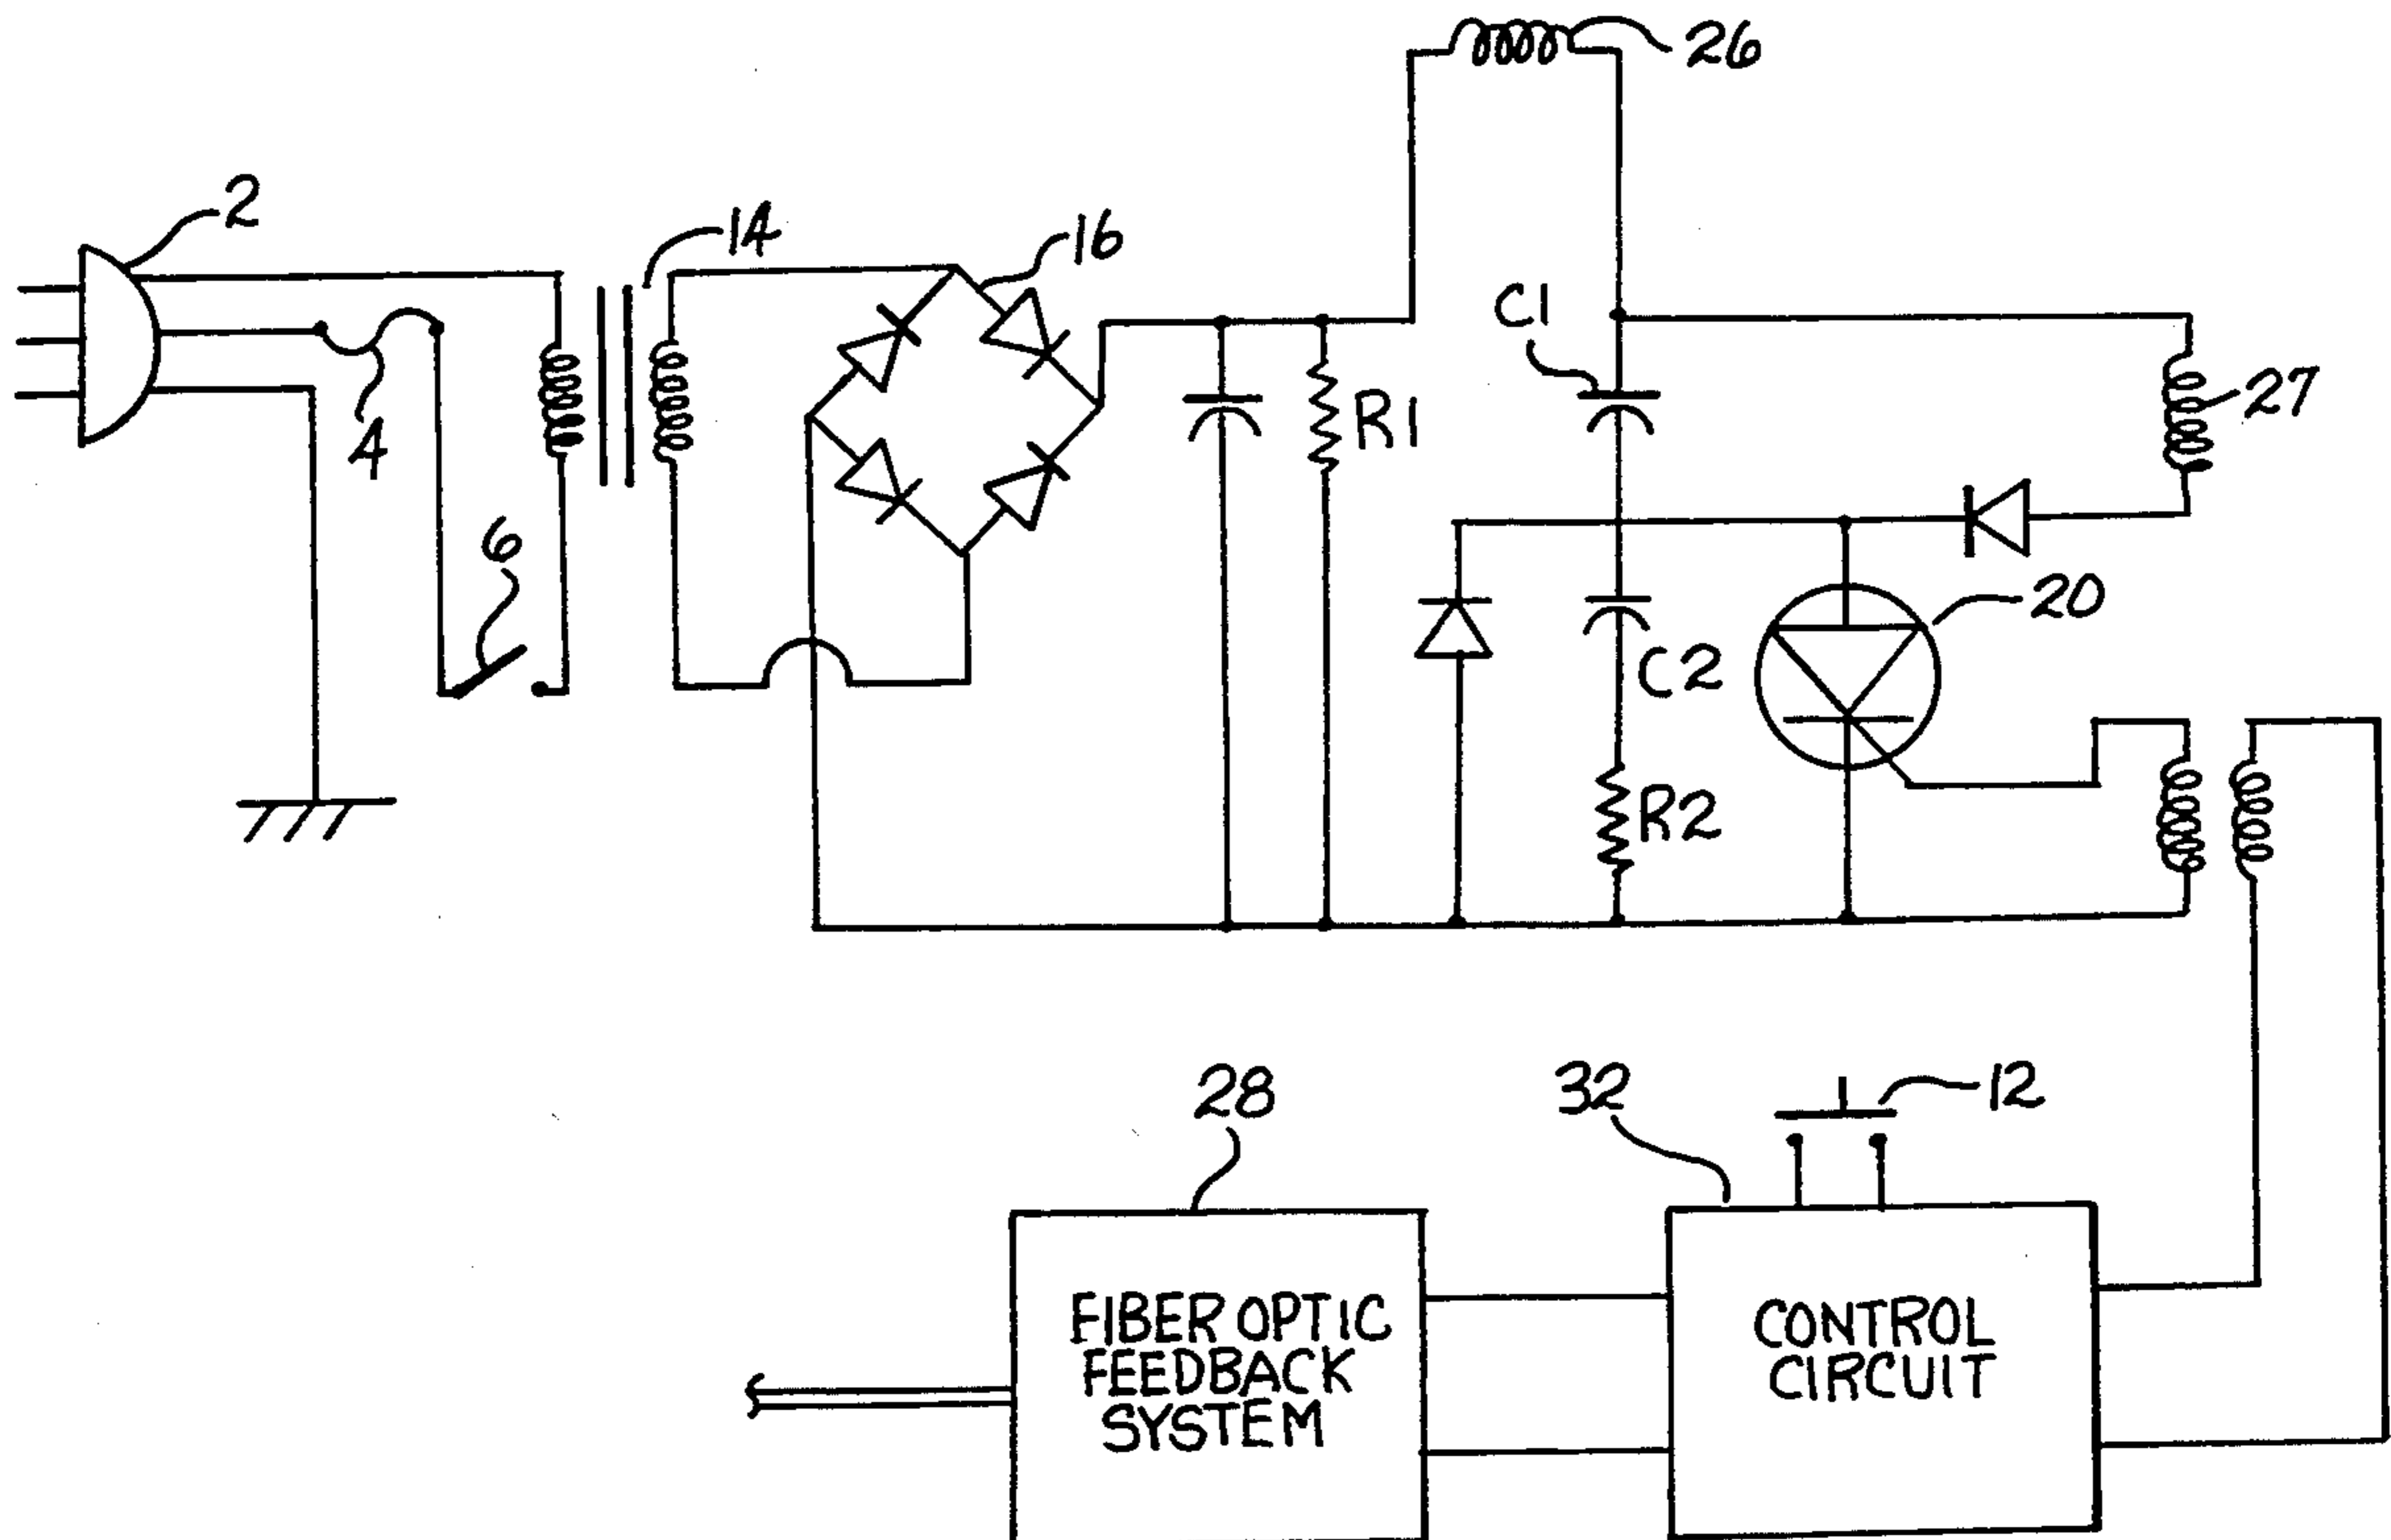 26
2
14
16
C1
27
R1
4
6
20
C2
R2
28
32
12
FIBER OPTIC
FEEDBACK
SYSTEM
CONTROL
CIRCUIT